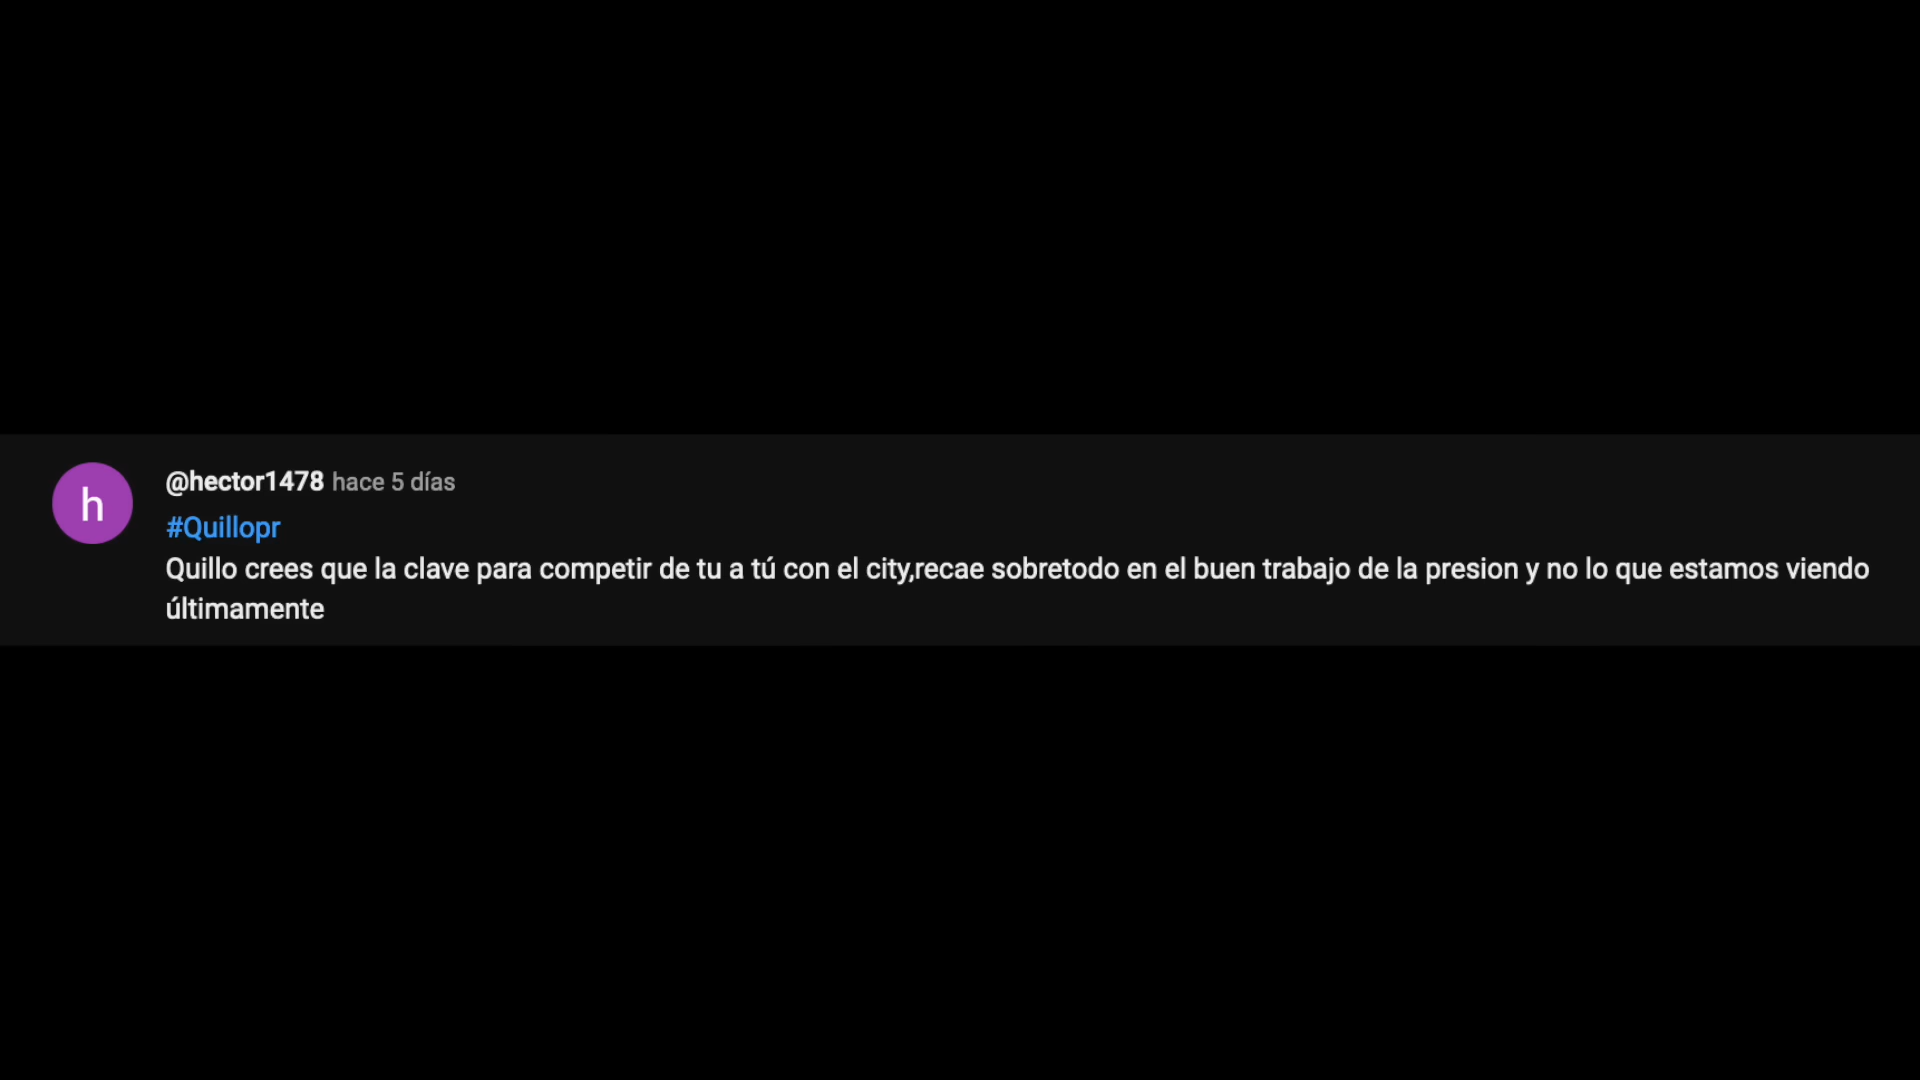 h
@hector1478 hace 5 días
#Quillopr
Quillo crees que la clave para competir de tu a tú con el city,recae sobretodo en el buen trabajo de la presion y no lo que estamos viendo
últimamente